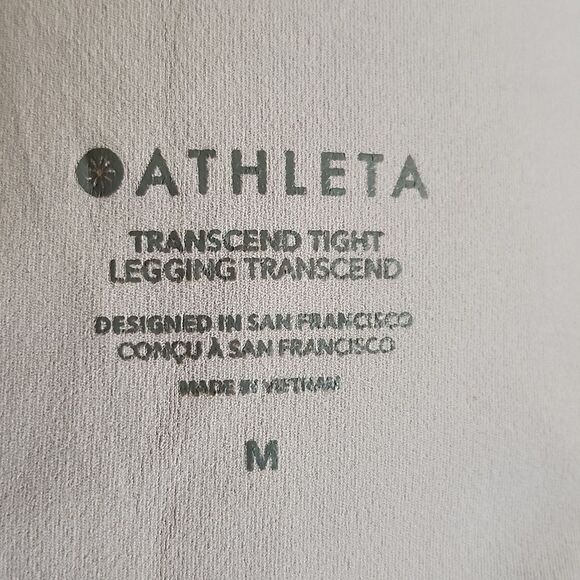 ATHLETA
TRANSCEND TIGHT
LEGGING TRANSCEND
DESIGNED IN SAN FRANCISCO
CONÇU À SAN FRANCISCO
MADE IN VIETNAM
M